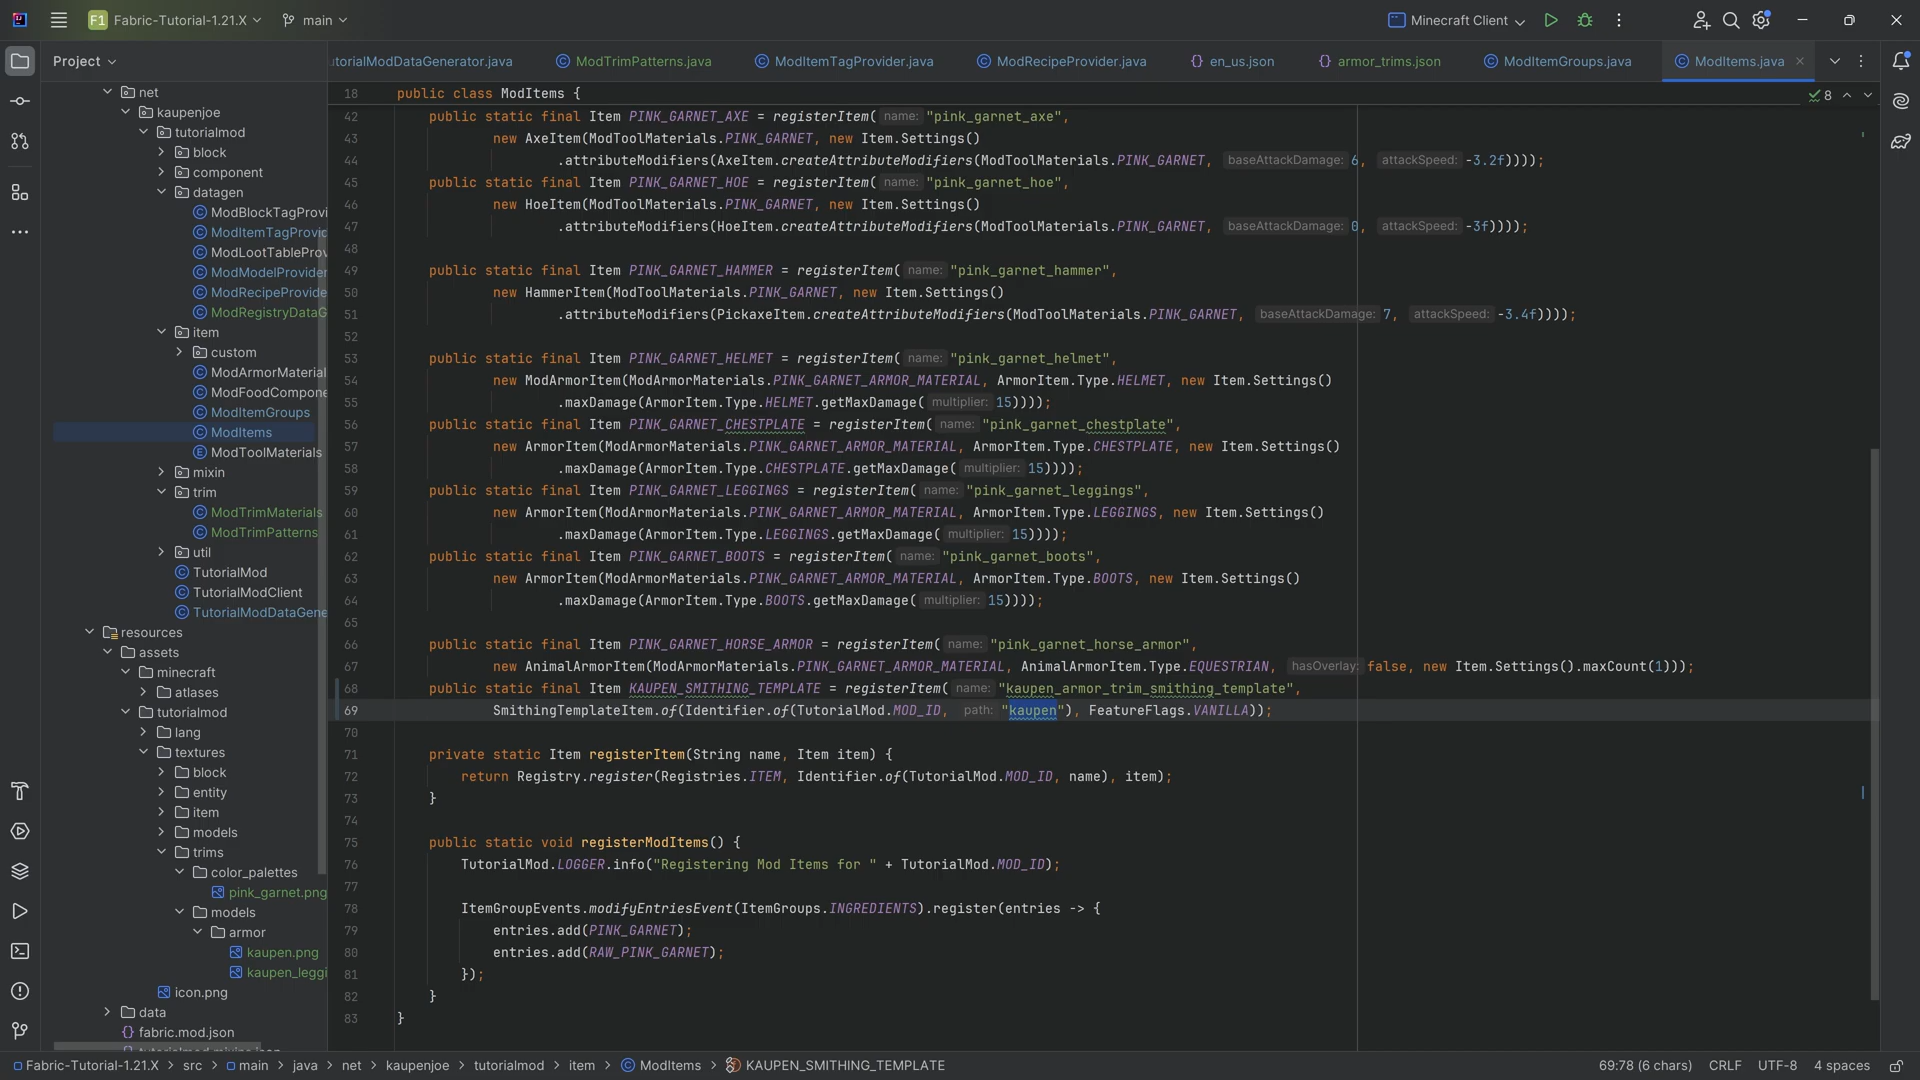 F1 Fabric-Tutorial-1.21.X main Minecraft Client
Project
net
kaupenjoe
tutorialmod
block
component
datagen
ModBlockTagProvi
ModItemTagProvid
ModLootTableProv
ModModelProvider
ModRecipeProvide
ModRegistryDataG
item
custom
ModArmorMaterial
ModFoodCompone
ModItemGroups
ModItems
ModToolMaterials
mixin
trim
ModTrimMaterials
ModTrimPatterns
util
TutorialMod
TutorialModClient
TutorialModDataGene
resources
assets
minecraft
atlases
tutorialmod
lang
textures
block
entity
item
models
trims
color_palettes
pink_garnet.png
models
armor
kaupen.png
kaupen_leggi
icon.png
data
fabric.mod.json
utorialModDataGenerator.java ModTrimPatterns.java ModItemTagProvider.java ModRecipeProvider.java en_us.json armor_trims.json ModItemGroups.java ModItems.java
18 public class ModItems { 8
42 public static final Item PINK_GARNET_AXE = registerItem( name: "pink_garnet_axe",
43 new AxeItem(ModToolMaterials.PINK_GARNET, new Item.Settings()
44 .attributeModifiers(AxeItem.createAttributeModifiers(ModToolMaterials.PINK_GARNET, baseAttackDamage: 6, attackSpeed: -3.2f))));
45 public static final Item PINK_GARNET_HOE = registerItem( name: "pink_garnet_hoe",
46 new HoeItem(ModToolMaterials.PINK_GARNET, new Item.Settings()
47 .attributeModifiers(HoeItem.createAttributeModifiers(ModToolMaterials.PINK_GARNET, baseAttackDamage: 0, attackSpeed: -3f))));
48
49 public static final Item PINK_GARNET_HAMMER = registerItem( name: "pink_garnet_hammer",
50 new HammerItem(ModToolMaterials.PINK_GARNET, new Item.Settings()
51 .attributeModifiers(PickaxeItem.createAttributeModifiers(ModToolMaterials.PINK_GARNET, baseAttackDamage: 7, attackSpeed: -3.4f))));
52
53 public static final Item PINK_GARNET_HELMET = registerItem( name: "pink_garnet_helmet",
54 new ModArmorItem(ModArmorMaterials.PINK_GARNET_ARMOR_MATERIAL, ArmorItem.Type.HELMET, new Item.Settings()
55 .maxDamage(ArmorItem.Type.HELMET.getMaxDamage( multiplier: 15))));
56 public static final Item PINK_GARNET_CHESTPLATE = registerItem( name: "pink_garnet_chestplate",
57 new ArmorItem(ModArmorMaterials.PINK_GARNET_ARMOR_MATERIAL, ArmorItem.Type.CHESTPLATE, new Item.Settings()
58 .maxDamage(ArmorItem.Type.CHESTPLATE.getMaxDamage( multiplier: 15))));
59 public static final Item PINK_GARNET_LEGGINGS = registerItem( name: "pink_garnet_leggings",
60 new ArmorItem(ModArmorMaterials.PINK_GARNET_ARMOR_MATERIAL, ArmorItem.Type.LEGGINGS, new Item.Settings()
61 .maxDamage(ArmorItem.Type.LEGGINGS.getMaxDamage( multiplier: 15))));
62 public static final Item PINK_GARNET_BOOTS = registerItem( name: "pink_garnet_boots",
63 new ArmorItem(ModArmorMaterials.PINK_GARNET_ARMOR_MATERIAL, ArmorItem.Type.BOOTS, new Item.Settings()
64 .maxDamage(ArmorItem.Type.BOOTS.getMaxDamage( multiplier: 15))));
65
66 public static final Item PINK_GARNET_HORSE_ARMOR = registerItem( name: "pink_garnet_horse_armor",
67 new AnimalArmorItem(ModArmorMaterials.PINK_GARNET_ARMOR_MATERIAL, AnimalArmorItem.Type.EQUESTRIAN, hasOverlay: false, new Item.Settings().maxCount(1)));
68 public static final Item KAUPEN_SMITHING_TEMPLATE = registerItem( name: "kaupen_armor_trim_smithing_template",
69 SmithingTemplateItem.of(Identifier.of(TutorialMod.MOD_ID, path: "kaupen"), FeatureFlags.VANILLA));
70
71 private static Item registerItem(String name, Item item) {
72 return Registry.register(Registries.ITEM, Identifier.of(TutorialMod.MOD_ID, name), item);
73 }
74
75 public static void registerModItems() {
76 TutorialMod.LOGGER.info("Registering Mod Items for " + TutorialMod.MOD_ID);
77
78 ItemGroupEvents.modifyEntriesEvent(ItemGroups.INGREDIENTS).register(entries -> {
79 entries.add(PINK_GARNET);
80 entries.add(RAW_PINK_GARNET);
81 });
82 }
83 }
Fabric-Tutorial-1.21.X > src > main > java > net > kaupenjoe > tutorialmod > item > ModItems > KAUPEN_SMITHING_TEMPLATE 69:78 (6 chars) CRLF UTF-8 4 spaces